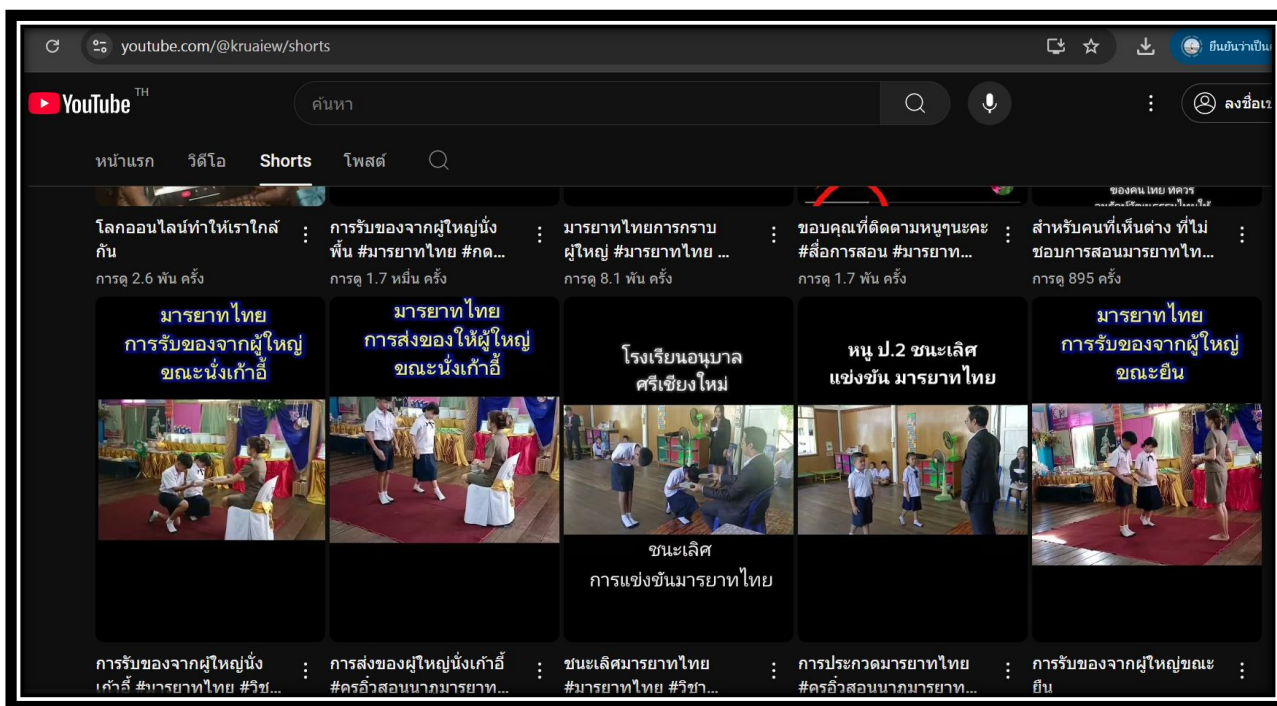 youtube.com/@kruaiew/shorts
YouTube TH
ค้นหา
หน้าแรก วิดีโอ Shorts โพสต์
ของคนไทย ที่ควร
โลกออนไลน์ทำให้เราใกล้
กัน
การดู 2.6 พัน ครั้ง
การรับของจากผู้ใหญ่นั่ง
พื้น #มารยาทไทย #กด...
การดู 1.7 หมื่น ครั้ง
มารยาทไทยการกราบ
ผู้ใหญ่ #มารยาทไทย ...
การดู 8.1 พัน ครั้ง
ขอบคุณที่ติดตามหนูๆนะคะ
#สื่อการสอน #มารยาท...
การดู 1.7 พัน ครั้ง
สำหรับคนที่เห็นต่าง ที่ไม่
ชอบการสอนมารยาทไท...
การดู 895 ครั้ง
มารยาทไทย
การรับของจากผู้ใหญ่
ขณะนั่งเก้าอี้
มารยาทไทย
การส่งของให้ผู้ใหญ่
ขณะนั่งเก้าอี้
โรงเรียนอนุบาล
ศรีเชียงใหม่
ชนะเลิศ
การแข่งขันมารยาทไทย
หนู ป.2 ชนะเลิศ
แข่งขัน มารยาทไทย
มารยาทไทย
การรับของจากผู้ใหญ่
ขณะยืน
การรับของจากผู้ใหญ่นั่ง
เก้าอี้ #มารยาทไทย #วิช...
การส่งของผู้ใหญ่นั่งเก้าอี้
#ครูอิ๋วสอนนาฏมารยาท...
ชนะเลิศมารยาทไทย
#มารยาทไทย #วิชา...
การประกวดมารยาทไทย
#ครูอิ๋วสอนนาฏมารยาท...
การรับของจากผู้ใหญ่ขณะ
ยืน